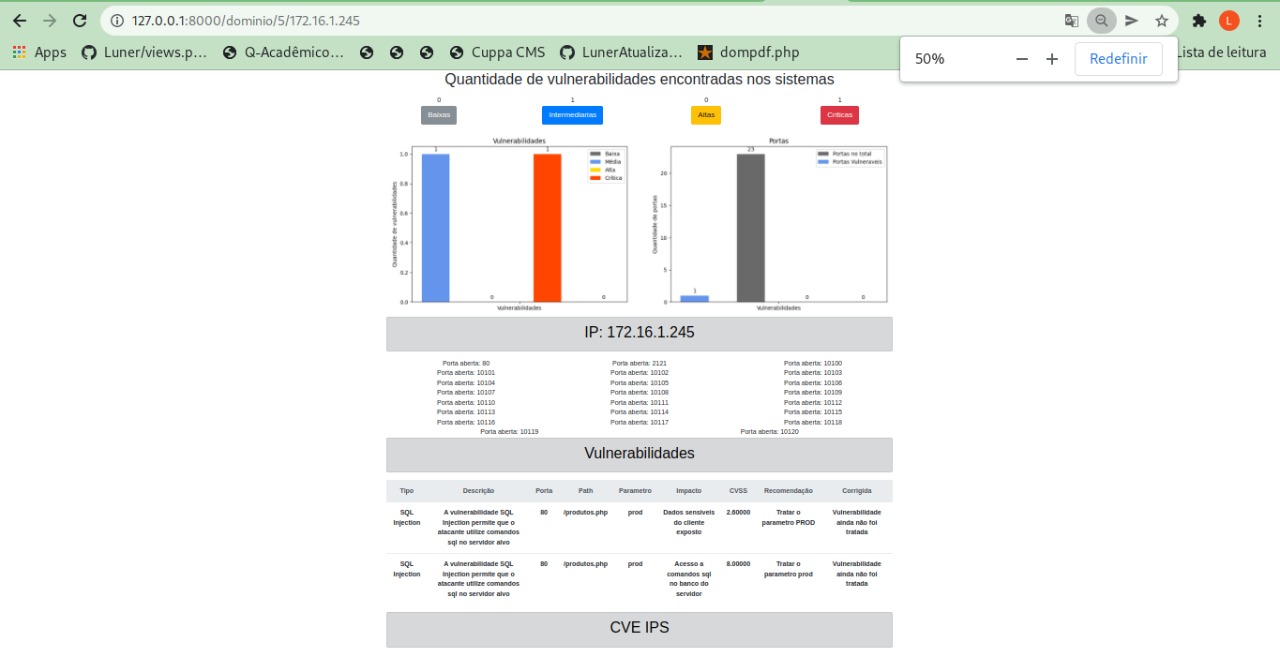 127.0.0.1:8000/dominio/5/172.16.1.245
Apps Luner/views.p… Q-Acadêmico… Cuppa CMS LunerAtualiza… dompdf.php Lista de leitura
50% Redefinir
Quantidade de vulnerabilidades encontradas nos sistemas
0 1 0 1
Baixas Intermediarias Altas Criticas
Vulnerabilidades
1 1
Baixa
Média
Alta
Crítica
1.0
0.8
0.6
0.4
0.2
0.0
0 0
Quantidade de vulnerabilidades
Vulnerabilidades
Portas
23
Portas no total
Portas Vulneraveis
20
15
10
5
0
1 0 0
Quantidade de portas
Vulnerabilidades
IP: 172.16.1.245
Porta aberta: 80 Porta aberta: 2121 Porta aberta: 10100
Porta aberta: 10101 Porta aberta: 10102 Porta aberta: 10103
Porta aberta: 10104 Porta aberta: 10105 Porta aberta: 10106
Porta aberta: 10107 Porta aberta: 10108 Porta aberta: 10109
Porta aberta: 10110 Porta aberta: 10111 Porta aberta: 10112
Porta aberta: 10113 Porta aberta: 10114 Porta aberta: 10115
Porta aberta: 10116 Porta aberta: 10117 Porta aberta: 10118
Porta aberta: 10119 Porta aberta: 10120
Vulnerabilidades
Tipo Descrição Porta Path Parametro Impacto CVSS Recomendação Corrigida
SQL A vulnerabilidade SQL 80 /produtos.php prod Dados sensiveis 2.60000 Tratar o Vulnerabilidade
Injection Injection permite que o do cliente parametro PROD ainda não foi
atacante utilize comandos exposto tratada
sql no servidor alvo
SQL A vulnerabilidade SQL 80 /produtos.php prod Acesso a 8.00000 Tratar o Vulnerabilidade
Injection Injection permite que o comandos sql parametro prod ainda não foi
atacante utilize comandos no banco do tratada
sql no servidor alvo servidor
CVE IPS
L